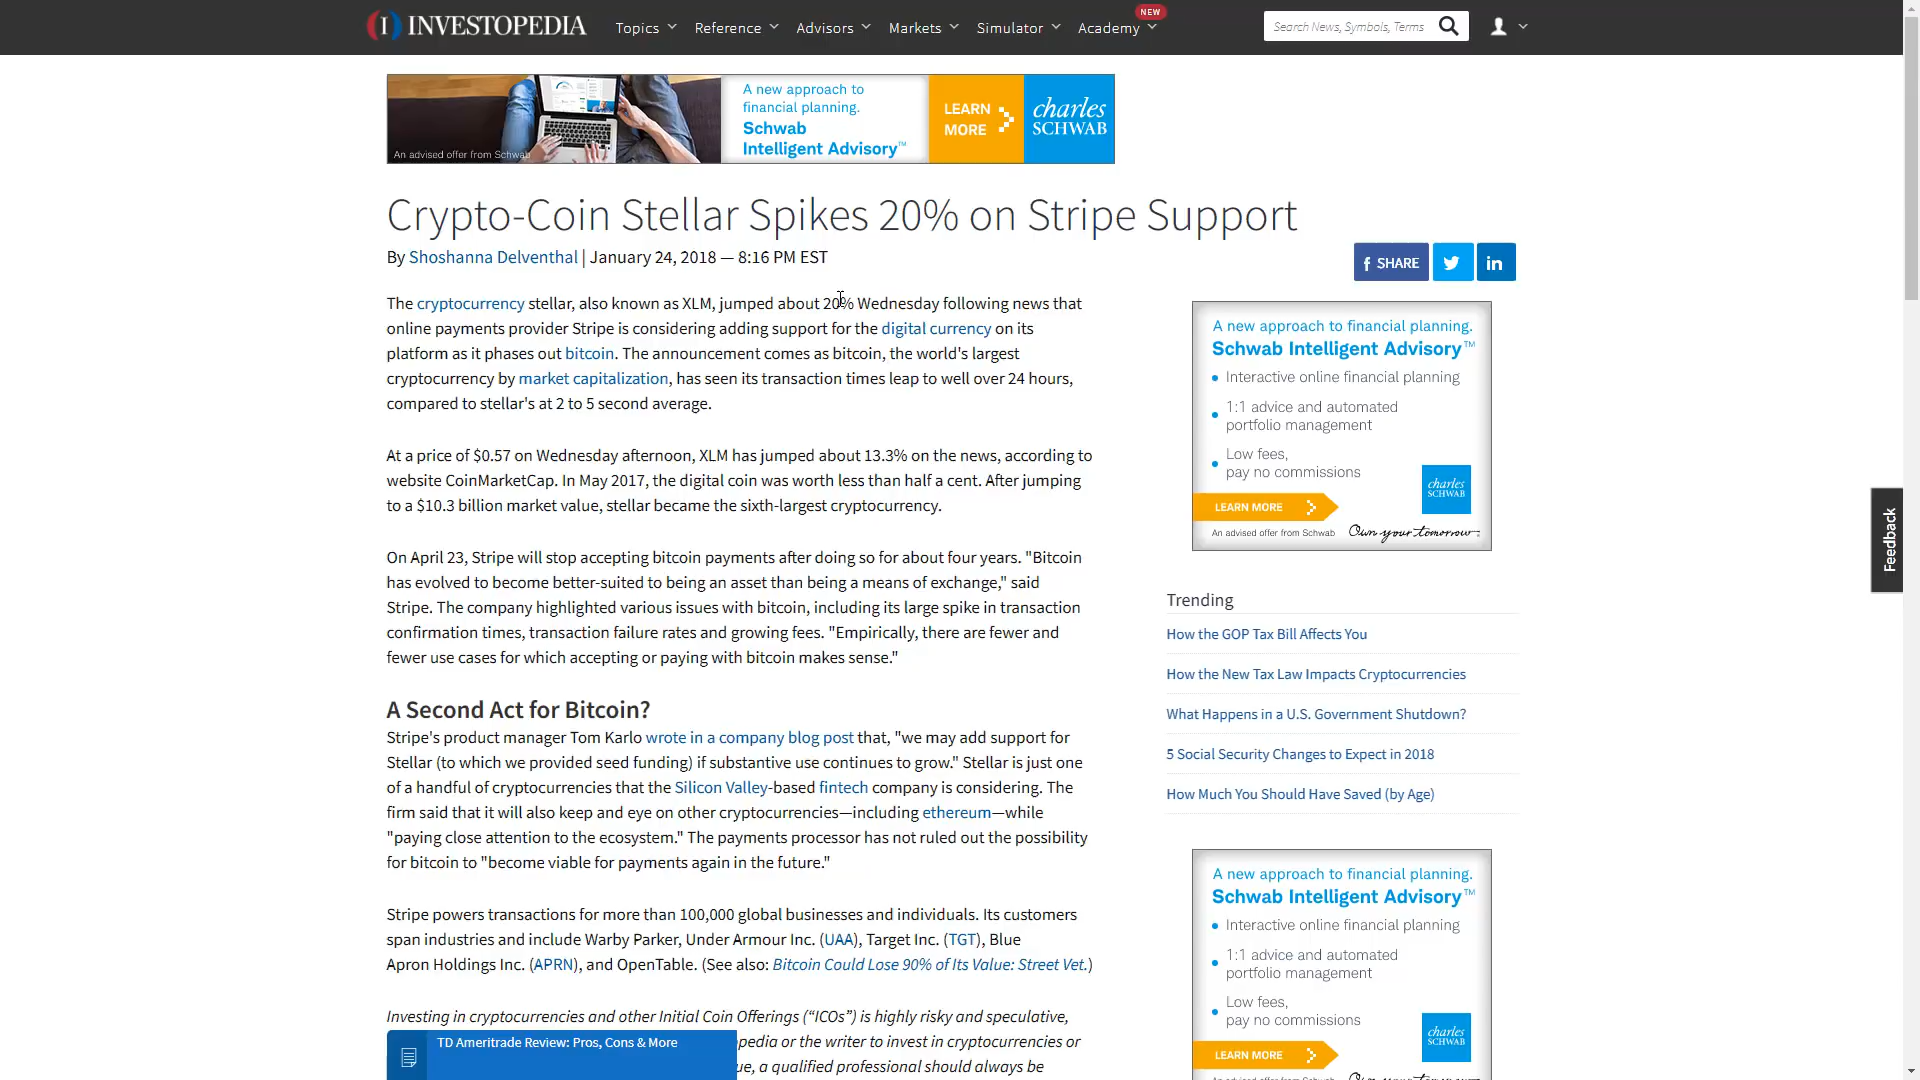 INVESTOPEDIA
Topics
Reference
Advisors
Markets
Simulator
Academy
NEW
Search News, Symbols, Terms
A new approach to
financial planning.
Schwab
Intelligent Advisory™
LEARN
MORE
charles
SCHWAB
An advised offer from Schwab
Crypto-Coin Stellar Spikes 20% on Stripe Support
By Shoshanna Delventhal | January 24, 2018 — 8:16 PM EST
SHARE
The cryptocurrency stellar, also known as XLM, jumped about 20% Wednesday following news that
online payments provider Stripe is considering adding support for the digital currency on its
platform as it phases out bitcoin. The announcement comes as bitcoin, the world's largest
cryptocurrency by market capitalization, has seen its transaction times leap to well over 24 hours,
compared to stellar's at 2 to 5 second average.
At a price of $0.57 on Wednesday afternoon, XLM has jumped about 13.3% on the news, according to
website CoinMarketCap. In May 2017, the digital coin was worth less than half a cent. After jumping
to a $10.3 billion market value, stellar became the sixth-largest cryptocurrency.
On April 23, Stripe will stop accepting bitcoin payments after doing so for about four years. "Bitcoin
has evolved to become better-suited to being an asset than being a means of exchange," said
Stripe. The company highlighted various issues with bitcoin, including its large spike in transaction
confirmation times, transaction failure rates and growing fees. "Empirically, there are fewer and
fewer use cases for which accepting or paying with bitcoin makes sense."
A Second Act for Bitcoin?
Stripe's product manager Tom Karlo wrote in a company blog post that, "we may add support for
Stellar (to which we provided seed funding) if substantive use continues to grow." Stellar is just one
of a handful of cryptocurrencies that the Silicon Valley-based fintech company is considering. The
firm said that it will also keep and eye on other cryptocurrencies—including ethereum—while
"paying close attention to the ecosystem." The payments processor has not ruled out the possibility
for bitcoin to "become viable for payments again in the future."
Stripe powers transactions for more than 100,000 global businesses and individuals. Its customers
span industries and include Warby Parker, Under Armour Inc. (UAA), Target Inc. (TGT), Blue
Apron Holdings Inc. (APRN), and OpenTable. (See also: Bitcoin Could Lose 90% of Its Value: Street Vet.)
Investing in cryptocurrencies and other Initial Coin Offerings (“ICOs”) is highly risky and speculative,
pedia or the writer to invest in cryptocurrencies or
ue, a qualified professional should always be
TD Ameritrade Review: Pros, Cons & More
A new approach to financial planning.
Schwab Intelligent Advisory™
Interactive online financial planning
1:1 advice and automated
portfolio management
Low fees,
pay no commissions
charles
SCHWAB
LEARN MORE
An advised offer from Schwab
Own your tomorrow.
Trending
How the GOP Tax Bill Affects You
How the New Tax Law Impacts Cryptocurrencies
What Happens in a U.S. Government Shutdown?
5 Social Security Changes to Expect in 2018
How Much You Should Have Saved (by Age)
A new approach to financial planning.
Schwab Intelligent Advisory™
Interactive online financial planning
1:1 advice and automated
portfolio management
Low fees,
pay no commissions
charles
SCHWAB
LEARN MORE
Feedback